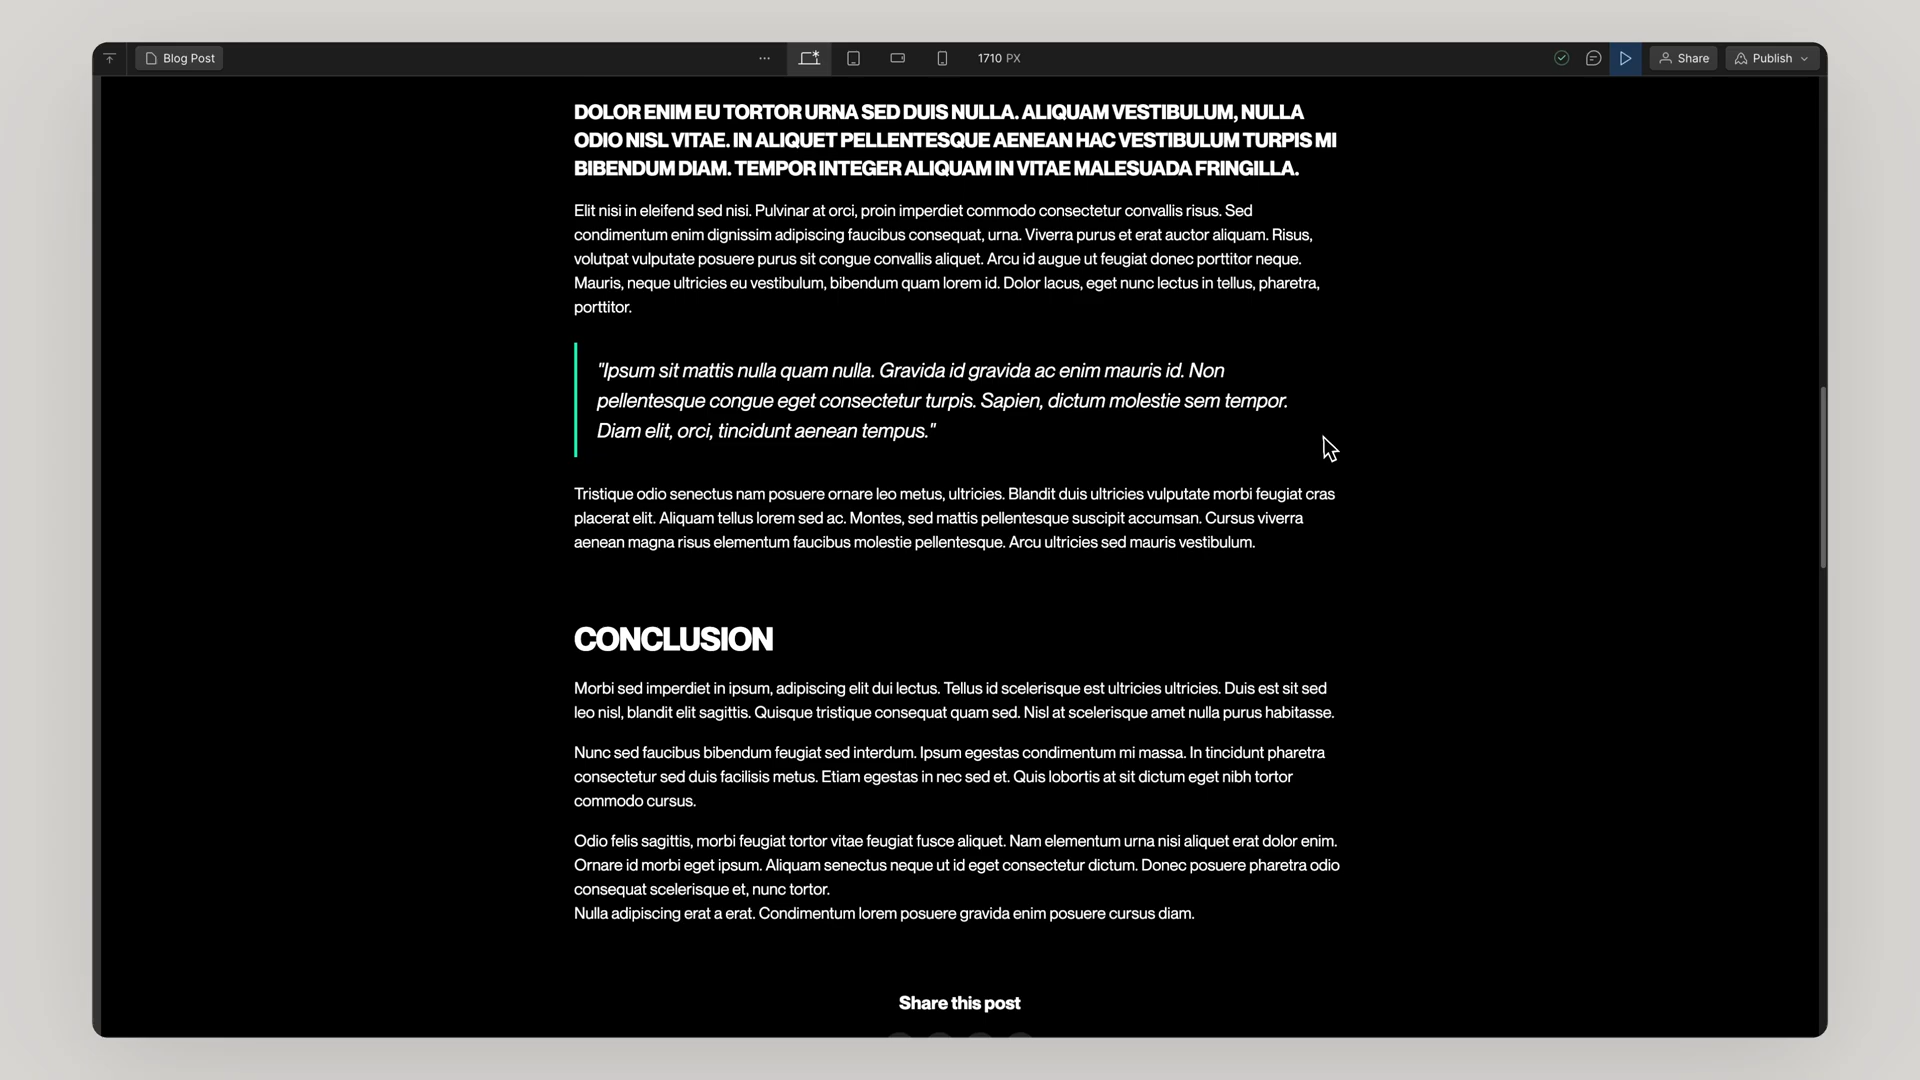 Blog Post
1710 PX
Share
Publish
DOLOR ENIM EU TORTOR URNA SED DUIS NULLA. ALIQUAM VESTIBULUM, NULLA
ODIO NISL VITAE. IN ALIQUET PELLENTESQUE AENEAN HAC VESTIBULUM TURPIS MI
BIBENDUM DIAM. TEMPOR INTEGER ALIQUAM IN VITAE MALESUADA FRINGILLA.
Elit nisi in eleifend sed nisi. Pulvinar at orci, proin imperdiet commodo consectetur convallis risus. Sed
condimentum enim dignissim adipiscing faucibus consequat, urna. Viverra purus et erat auctor aliquam. Risus,
volutpat vulputate posuere purus sit congue convallis aliquet. Arcu id augue ut feugiat donec porttitor neque.
Mauris, neque ultricies eu vestibulum, bibendum quam lorem id. Dolor lacus, eget nunc lectus in tellus, pharetra,
porttitor.
"Ipsum sit mattis nulla quam nulla. Gravida id gravida ac enim mauris id. Non
pellentesque congue eget consectetur turpis. Sapien, dictum molestie sem tempor.
Diam elit, orci, tincidunt aenean tempus."
Tristique odio senectus nam posuere ornare leo metus, ultricies. Blandit duis ultricies vulputate morbi feugiat cras
placerat elit. Aliquam tellus lorem sed ac. Montes, sed mattis pellentesque suscipit accumsan. Cursus viverra
aenean magna risus elementum faucibus molestie pellentesque. Arcu ultricies sed mauris vestibulum.
CONCLUSION
Morbi sed imperdiet in ipsum, adipiscing elit dui lectus. Tellus id scelerisque est ultricies ultricies. Duis est sit sed
leo nisl, blandit elit sagittis. Quisque tristique consequat quam sed. Nisl at scelerisque amet nulla purus habitasse.
Nunc sed faucibus bibendum feugiat sed interdum. Ipsum egestas condimentum mi massa. In tincidunt pharetra
consectetur sed duis facilisis metus. Etiam egestas in nec sed et. Quis lobortis at sit dictum eget nibh tortor
commodo cursus.
Odio felis sagittis, morbi feugiat tortor vitae feugiat fusce aliquet. Nam elementum urna nisi aliquet erat dolor enim.
Ornare id morbi eget ipsum. Aliquam senectus neque ut id eget consectetur dictum. Donec posuere pharetra odio
consequat scelerisque et, nunc tortor.
Nulla adipiscing erat a erat. Condimentum lorem posuere gravida enim posuere cursus diam.
Share this post